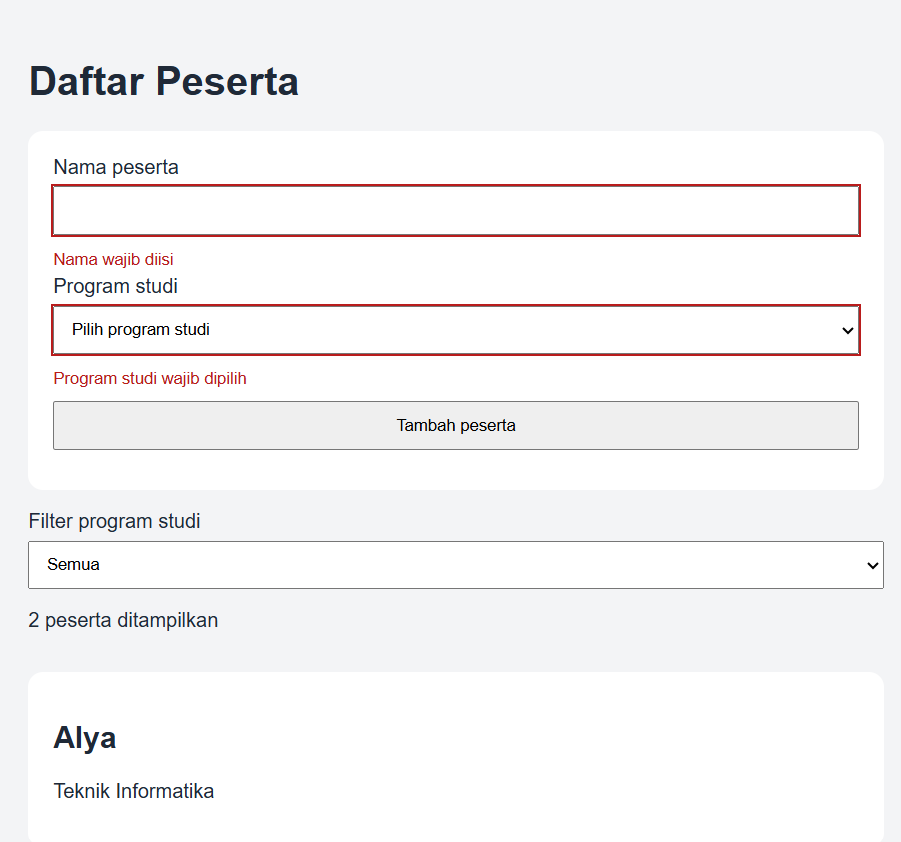 Daftar Peserta
Nama peserta
Nama wajib diisi
Program studi
Pilih program studi
Program studi wajib dipilih
Tambah peserta
Filter program studi
Semua
2 peserta ditampilkan
Alya
Teknik Informatika